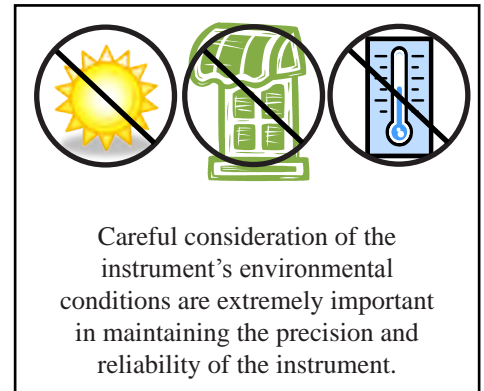 Careful consideration of the
instrument’s environmental
conditions are extremely important
in maintaining the precision and
reliability of the instrument.